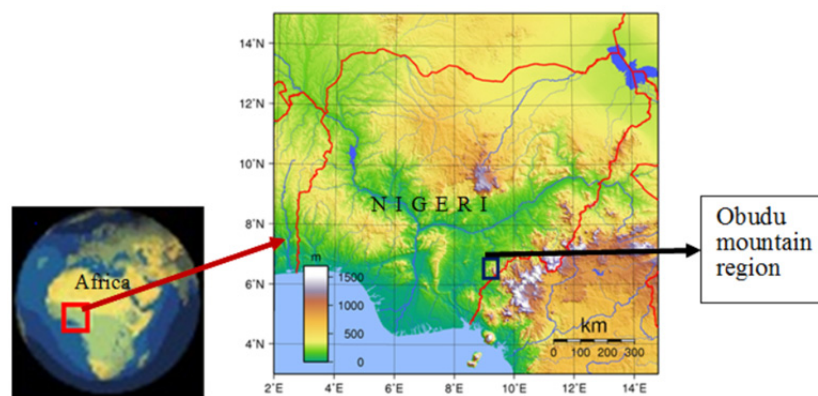 14˚N
12˚N
10˚N
8˚N
6˚N
4˚N
N I G E R I
m
1500
1000
500
0
km
0 100 200 300
2˚E 4˚E 6˚E 8˚E 10˚E 12˚E 14˚E
Africa
Obudu
mountain
region